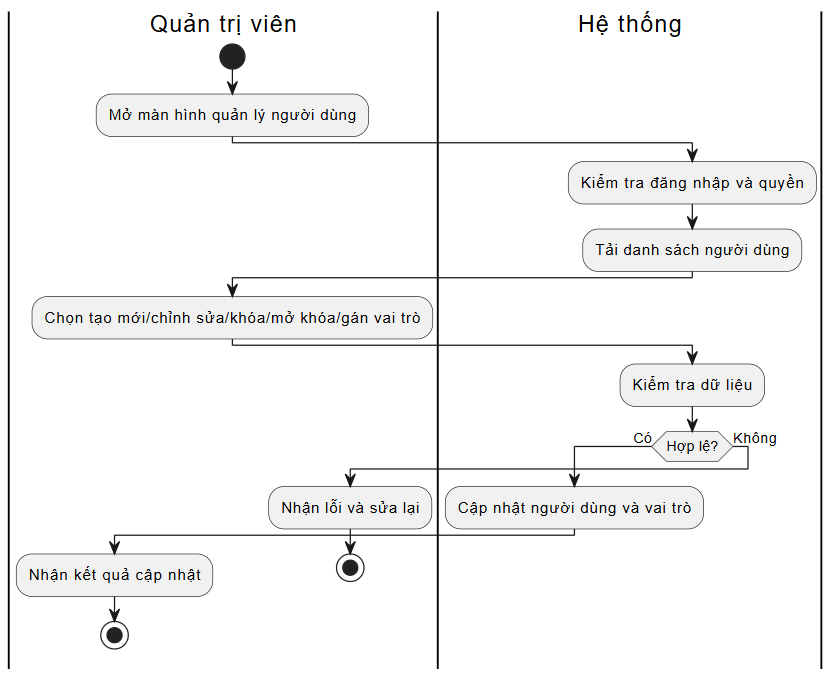 Quản trị viên
Hệ thống
Mở màn hình quản lý người dùng
Kiểm tra đăng nhập và quyền
Tải danh sách người dùng
Chọn tạo mới/chỉnh sửa/khóa/mở khóa/gán vai trò
Kiểm tra dữ liệu
Có
Hợp lệ?
Không
Nhận lỗi và sửa lại
Cập nhật người dùng và vai trò
Nhận kết quả cập nhật